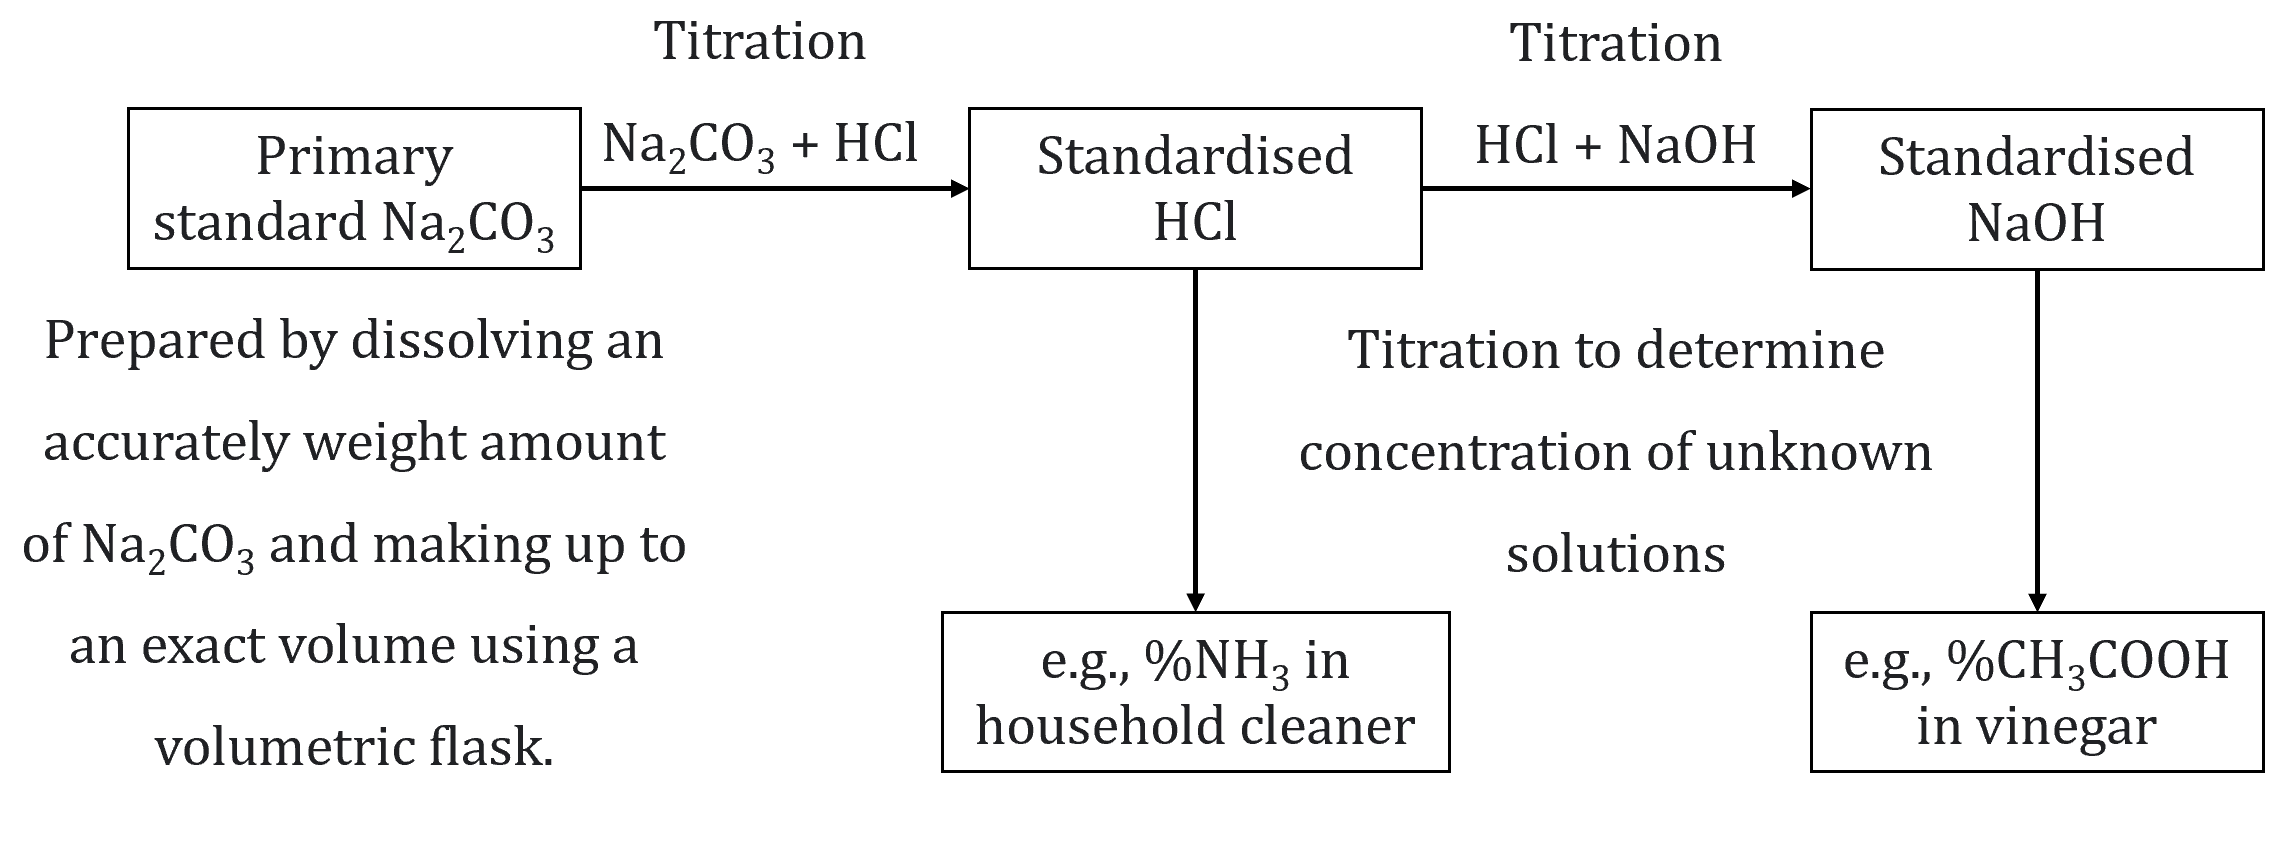 Titration
Na₂CO₃ + HCl
Titration
HCl + NaOH
Primary
standard Na₂CO₃
Standardised
HCl
Standardised
NaOH
Prepared by dissolving an
accurately weight amount
of Na₂CO₃ and making up to
an exact volume using a
volumetric flask.
Titration to determine
concentration of unknown
solutions
e.g., %NH₃ in
household cleaner
e.g., %CH₃COOH
in vinegar